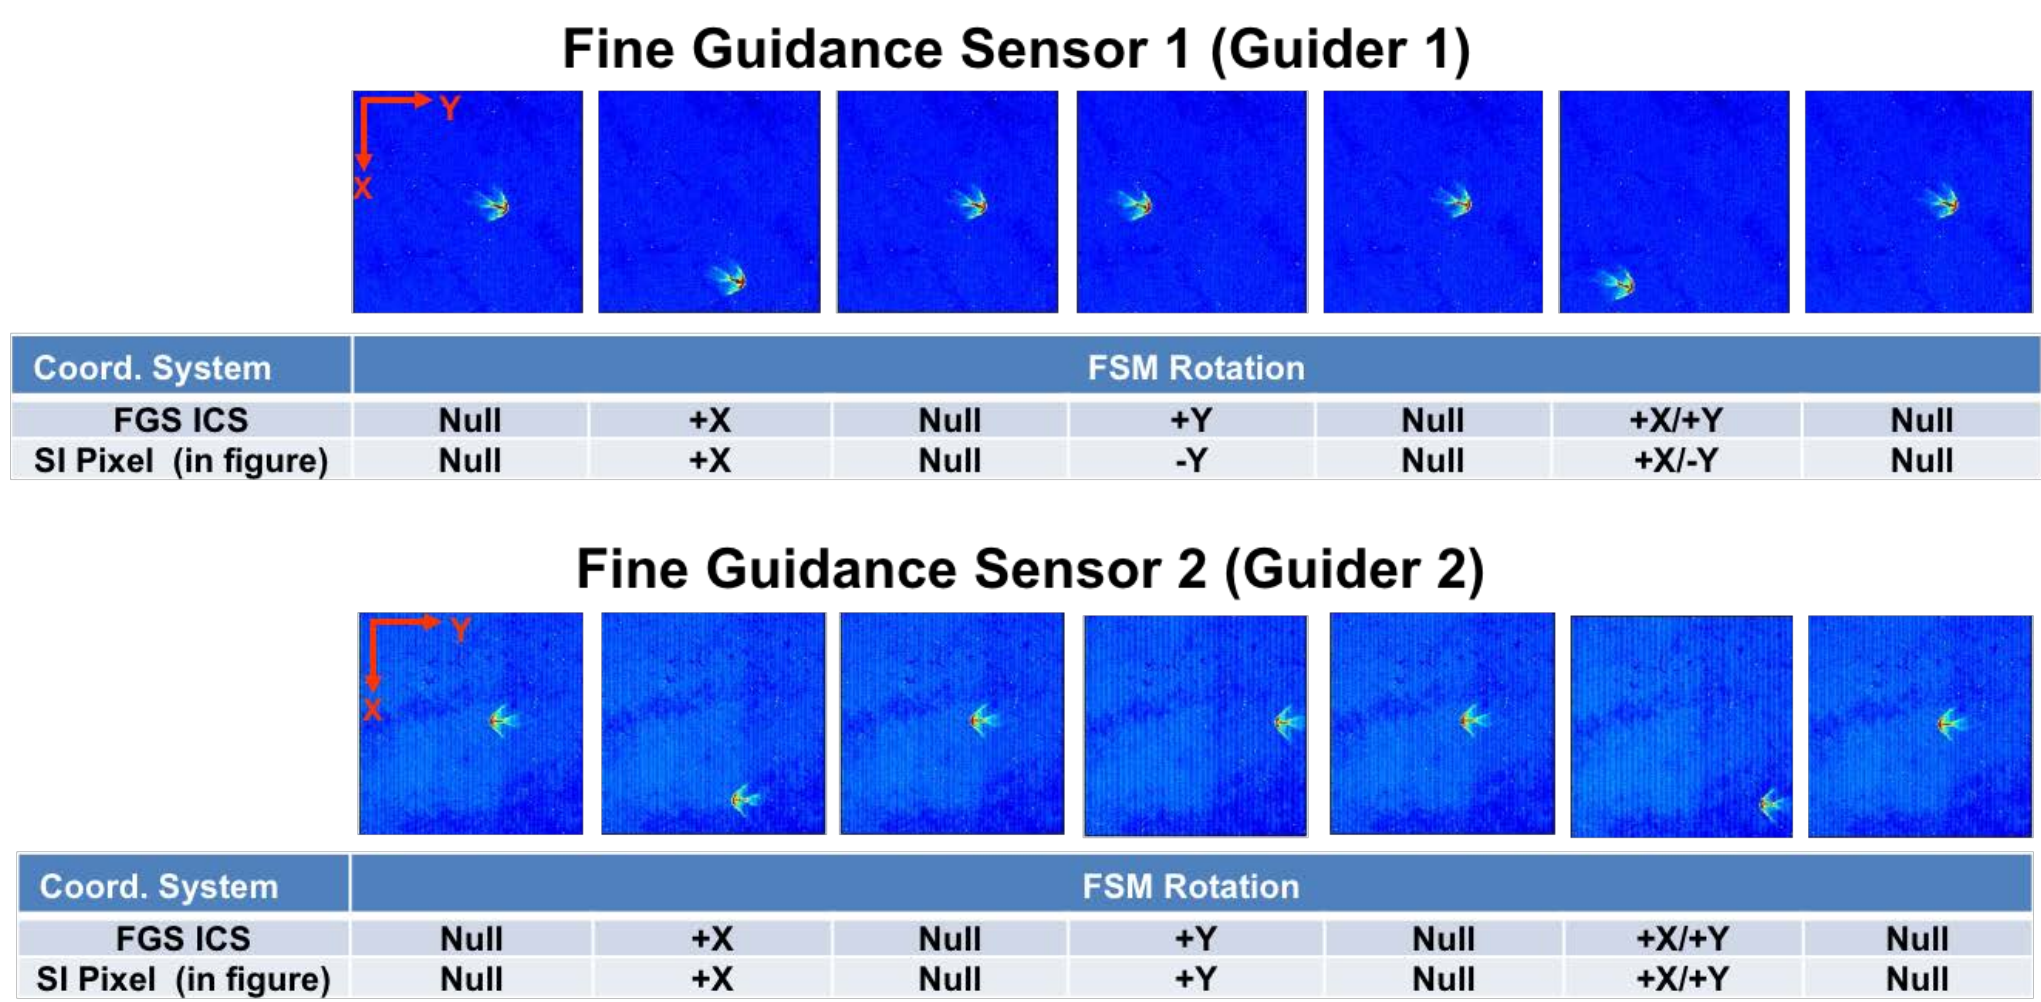 Fine Guidance Sensor 1 (Guider 1)
Y
X
Coord. System FSM Rotation
FGS ICS Null +X Null +Y Null +X/+Y Null
SI Pixel (in figure) Null +X Null -Y Null +X/-Y Null
Fine Guidance Sensor 2 (Guider 2)
Y
X
Coord. System FSM Rotation
FGS ICS Null +X Null +Y Null +X/+Y Null
SI Pixel (in figure) Null +X Null +Y Null +X/+Y Null